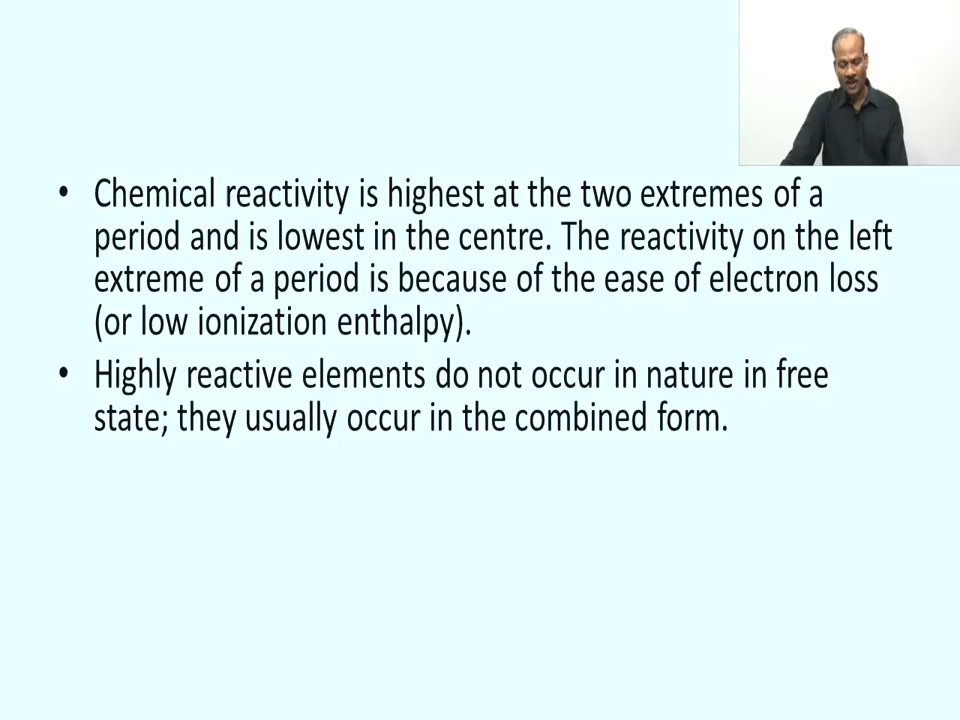 • Chemical reactivity is highest at the two extremes of a
period and is lowest in the centre. The reactivity on the left
extreme of a period is because of the ease of electron loss
(or low ionization enthalpy).
• Highly reactive elements do not occur in nature in free
state; they usually occur in the combined form.